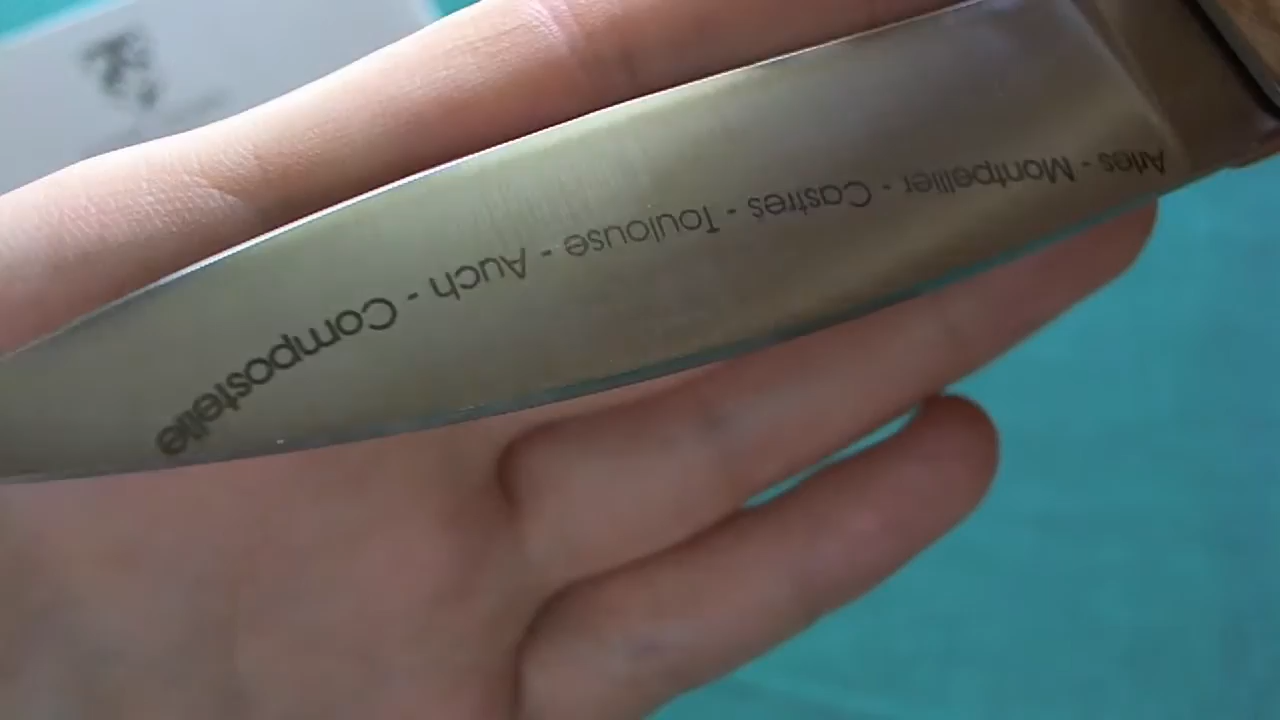 Arles - Montpellier - Castres - Toulouse - Auch - Compostelle